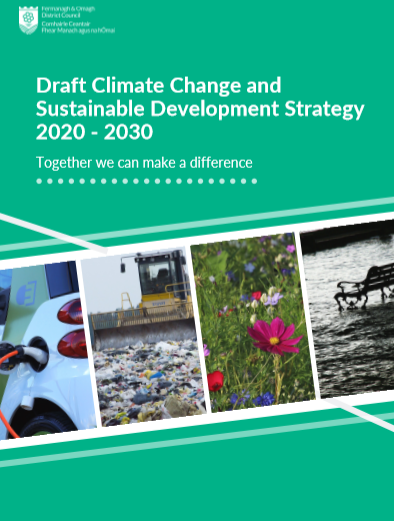 Fermanagh & Omagh
District Council
Comhairle Ceantair
Fhear Manach agus na hÓmaí
Draft Climate Change and
Sustainable Development Strategy
2020 - 2030
Together we can make a difference